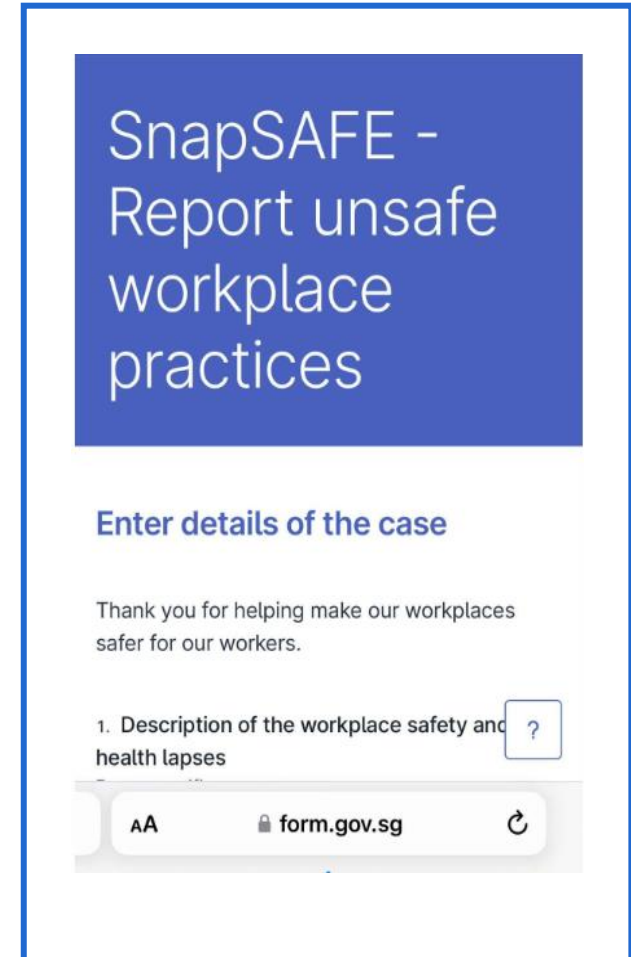 SnapSAFE -
Report unsafe
workplace
practices
Enter details of the case
Thank you for helping make our workplaces
safer for our workers.
1. Description of the workplace safety and
health lapses
?
AA
form.gov.sg